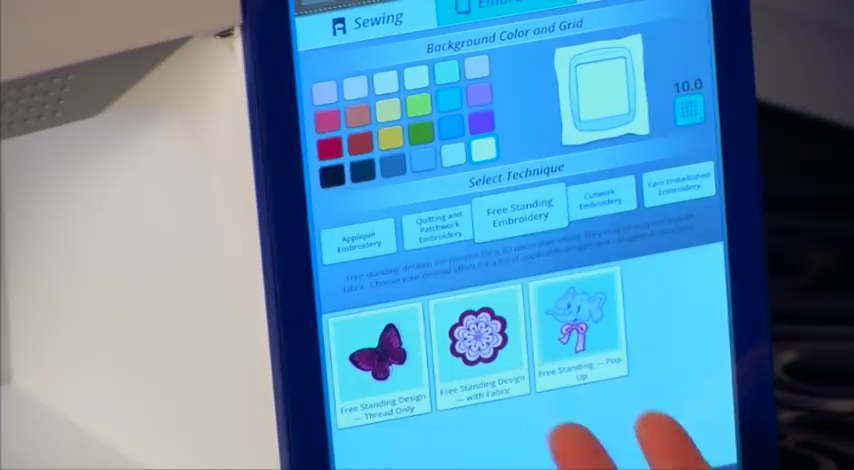 Sewing
Background Color and Grid
10.0
Select Technique
Appliqué
Embroidery
Quilting and
Patchwork
Embroidery
Free Standing
Embroidery
Cutwork
Embroidery
Yarn Embellished
Embroidery
Free Standing Design
— Thread Only
Free Standing Design
— with Fabric
Free Standing — Pop-
Up